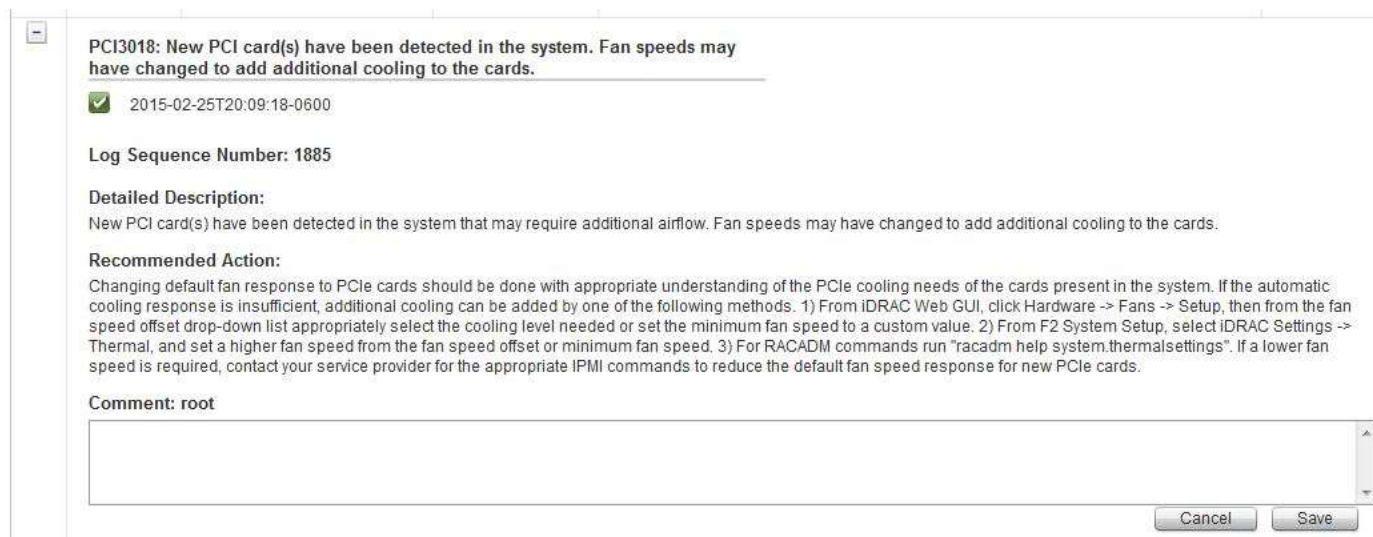 PCI3018: New PCI card(s) have been detected in the system. Fan speeds may
have changed to add additional cooling to the cards.
2015-02-25T20:09:18-0600
Log Sequence Number: 1885
Detailed Description:
New PCI card(s) have been detected in the system that may require additional airflow. Fan speeds may have changed to add additional cooling to the cards.
Recommended Action:
Changing default fan response to PCIe cards should be done with appropriate understanding of the PCIe cooling needs of the cards present in the system. If the automatic
cooling response is insufficient, additional cooling can be added by one of the following methods. 1) From iDRAC Web GUI, click Hardware -> Fans -> Setup, then from the fan
speed offset drop-down list appropriately select the cooling level needed or set the minimum fan speed to a custom value. 2) From F2 System Setup, select iDRAC Settings ->
Thermal, and set a higher fan speed from the fan speed offset or minimum fan speed. 3) For RACADM commands run "racadm help system.thermalsettings". If a lower fan
speed is required, contact your service provider for the appropriate IPMI commands to reduce the default fan speed response for new PCIe cards.
Comment: root
Cancel Save